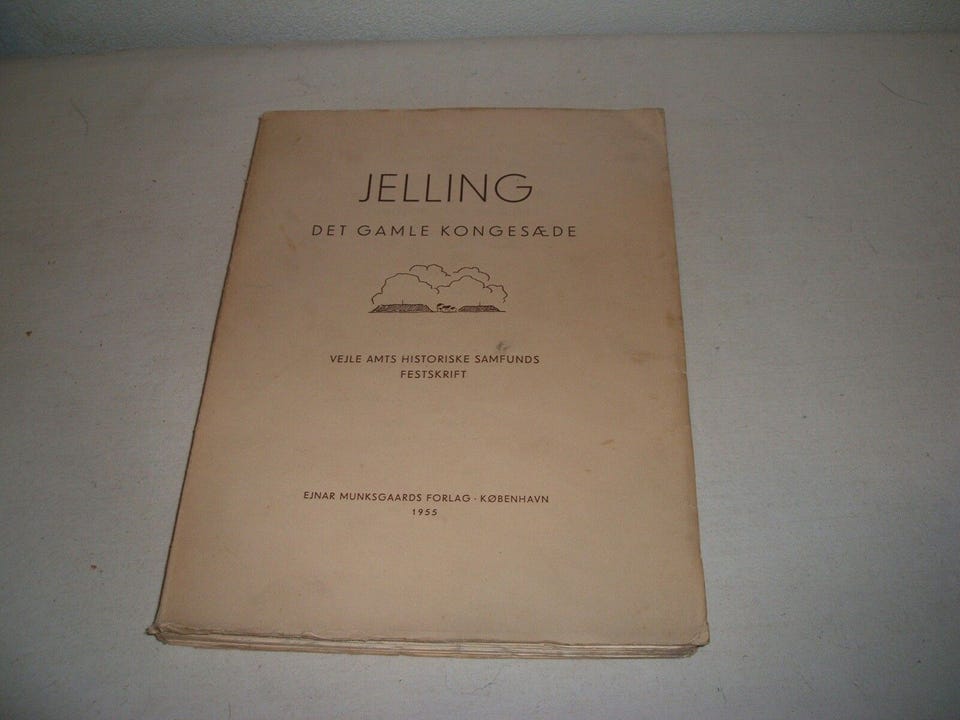 JELLING
DET GAMLE KONGESÆDE
VEJLE AMTS HISTORISKE SAMFUNDS
FESTSKRIFT
EJNAR MUNKSGAARDS FORLAG · KØBENHAVN
1955